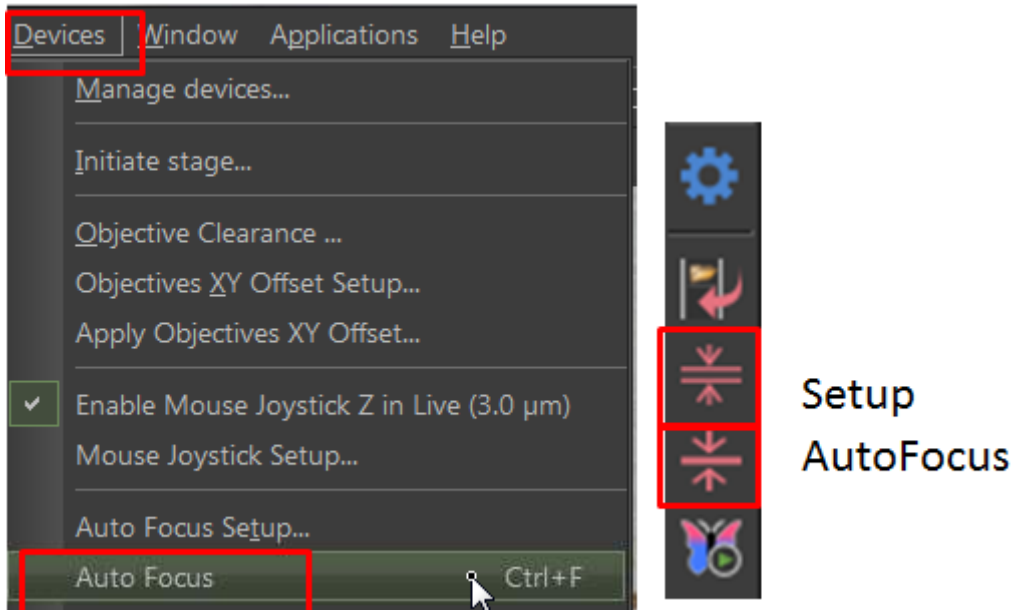 Devices Window Applications Help
Manage devices...
Initiate stage...
Objective Clearance ...
Objectives XY Offset Setup...
Apply Objectives XY Offset...
Enable Mouse Joystick Z in Live (3.0 µm)
Mouse Joystick Setup...
Auto Focus Setup...
Auto Focus Ctrl+F
Setup
AutoFocus